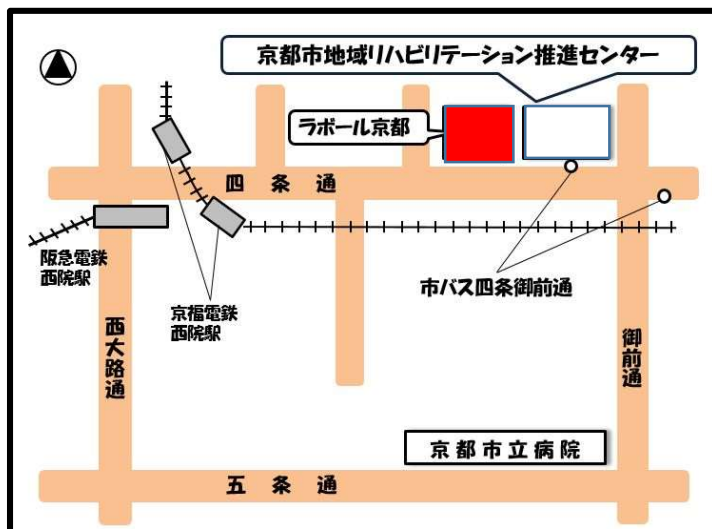 京都市地域リハビリテーション推進センター
ラボール京都
四条通
阪急電鉄
西院駅
京福電鉄
西院駅
市バス四条御前通
西大路通
御前通
京都市立病院
五条通